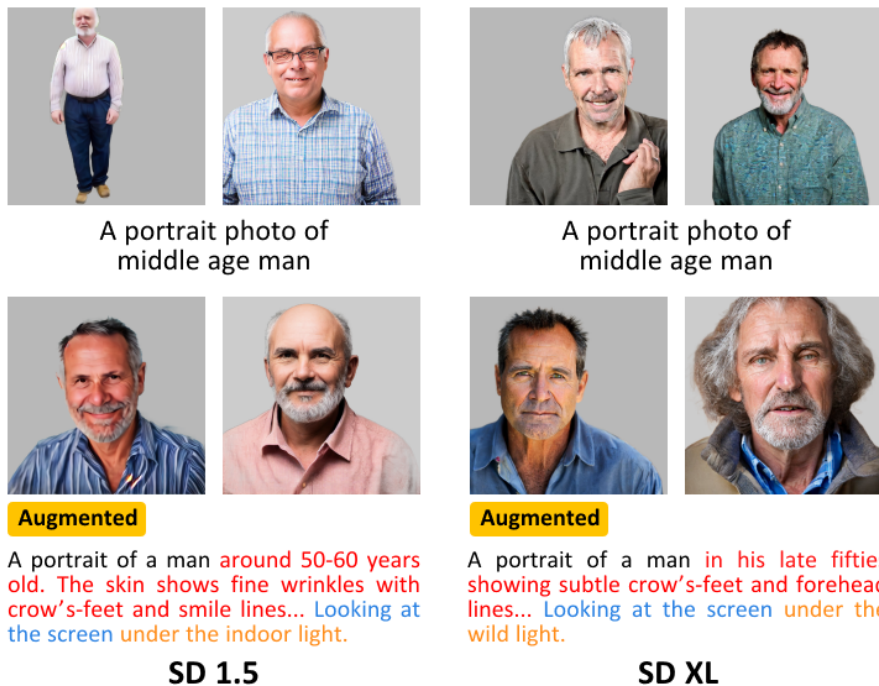 A portrait photo of
middle age man
A portrait photo of
middle age man
Augmented
A portrait of a man around 50-60 years
old. The skin shows fine wrinkles with
crow's-feet and smile lines... Looking at
the screen under the indoor light.
SD 1.5
Augmented
A portrait of a man in his late fiftie
showing subtle crow's-feet and forehead
lines... Looking at the screen under the
wild light.
SD XL